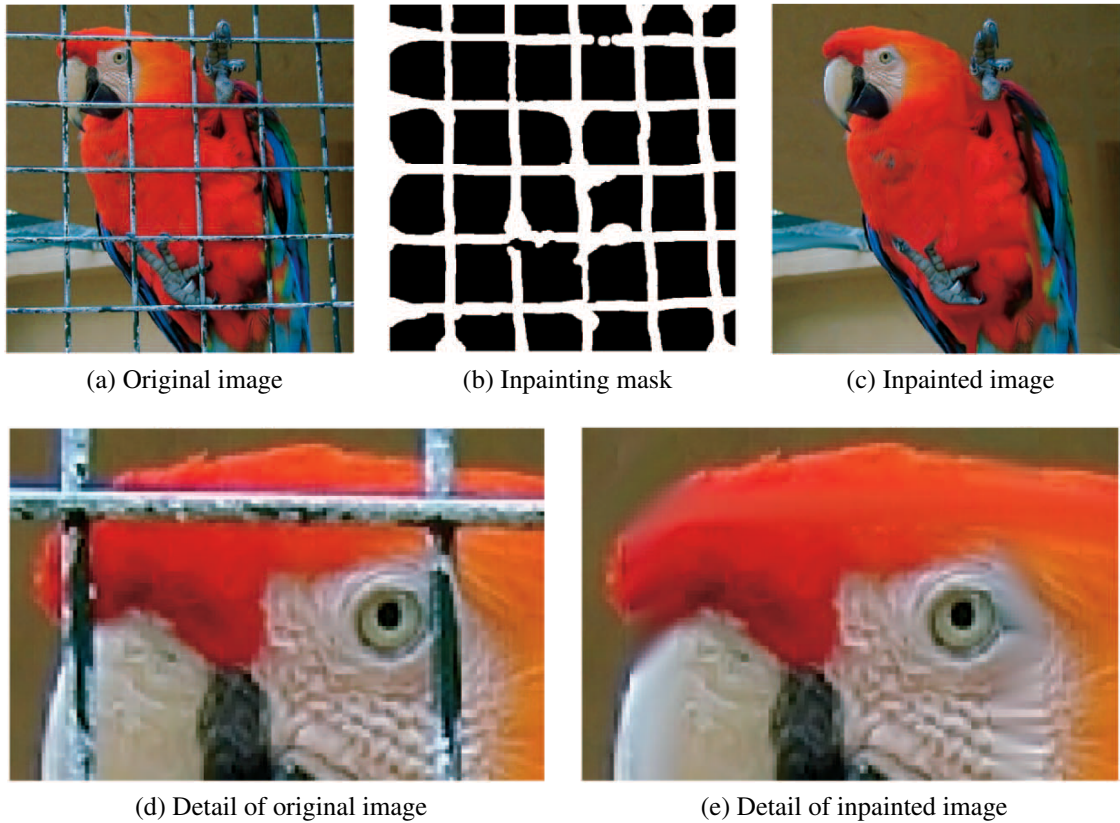 (a) Original image
(b) Inpainting mask
(c) Inpainted image
(d) Detail of original image
(e) Detail of inpainted image